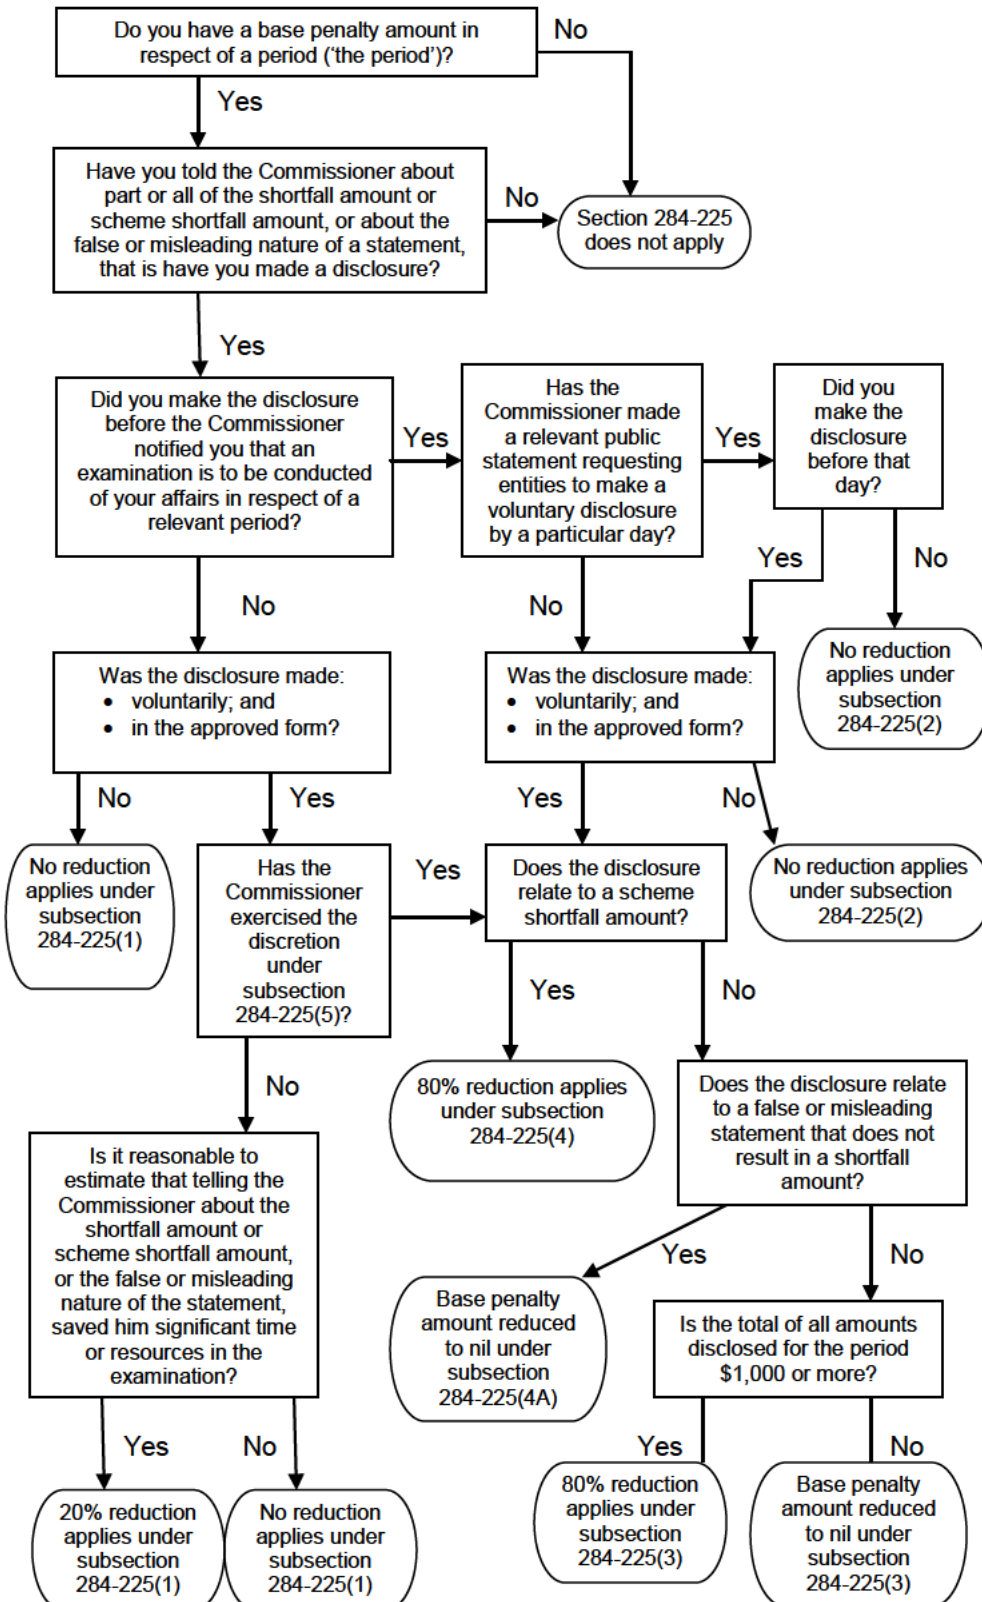 Do you have a base penalty amount in
respect of a period (‘the period’)?
No
Yes
Have you told the Commissioner about
part or all of the shortfall amount or
scheme shortfall amount, or about the
false or misleading nature of a statement,
that is have you made a disclosure?
No
Section 284-225
does not apply
Yes
Did you make the disclosure
before the Commissioner
notified you that an
examination is to be conducted
of your affairs in respect of a
relevant period?
Yes
Has the
Commissioner made
a relevant public
statement requesting
entities to make a
voluntary disclosure
by a particular day?
Yes
Did you
make the
disclosure
before that
day?
No
No
Yes
No
No reduction
applies under
subsection
284-225(2)
Was the disclosure made:
• voluntarily; and
• in the approved form?
Was the disclosure made:
• voluntarily; and
• in the approved form?
No
Yes
Yes
No
No reduction
applies under
subsection
284-225(1)
Has the
Commissioner
exercised the
discretion
under
subsection
284-225(5)?
Yes
Does the disclosure
relate to a scheme
shortfall amount?
No reduction applies
under subsection
284-225(2)
No
Yes
No
80% reduction applies
under subsection
284-225(4)
Does the disclosure relate
to a false or misleading
statement that does not
result in a shortfall
amount?
Is it reasonable to
estimate that telling the
Commissioner about the
shortfall amount or
scheme shortfall amount,
or the false or misleading
nature of the statement,
saved him significant time
or resources in the
examination?
Yes
No
Base penalty
amount reduced
to nil under
subsection
284-225(4A)
Is the total of all amounts
disclosed for the period
$1,000 or more?
Yes
No
Yes
No
20% reduction
applies under
subsection
284-225(1)
No reduction
applies under
subsection
284-225(1)
80% reduction
applies under
subsection
284-225(3)
Base penalty
amount reduced
to nil under
subsection
284-225(3)